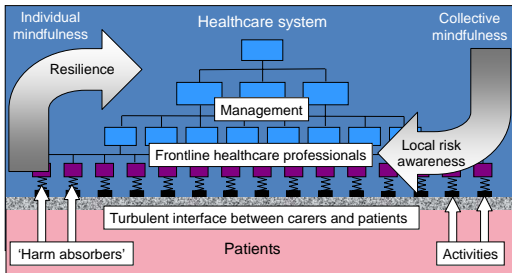 Individual
mindfulness
Healthcare system
Collective
mindfulness
Resilience
Management
Frontline healthcare professionals
Local risk
awareness
Turbulent interface between carers and patients
‘Harm absorbers’
Patients
Activities